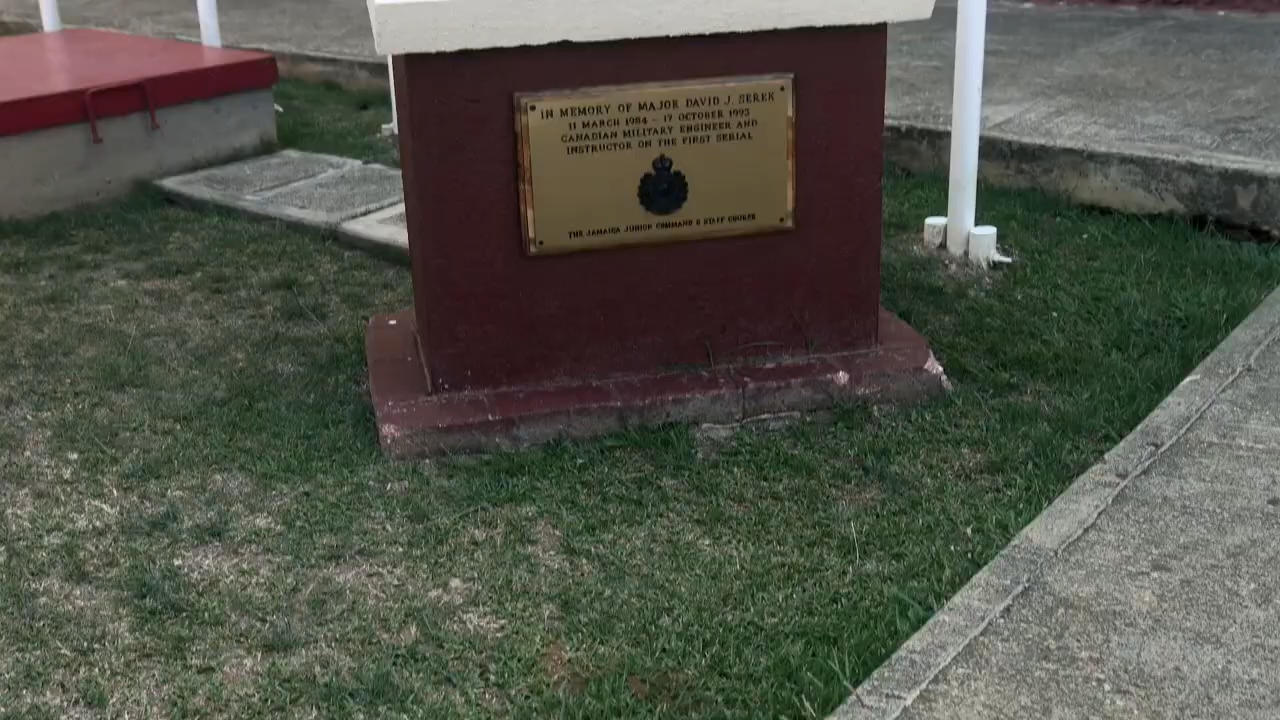 IN MEMORY OF MAJOR DAVID J. SEREK
11 MARCH 1984 - 17 OCTOBER 1993
CANADIAN MILITARY ENGINEER AND
INSTRUCTOR ON THE FIRST SERIAL
THE JAMAICA JUNIOR COMMAND & STAFF COURSE